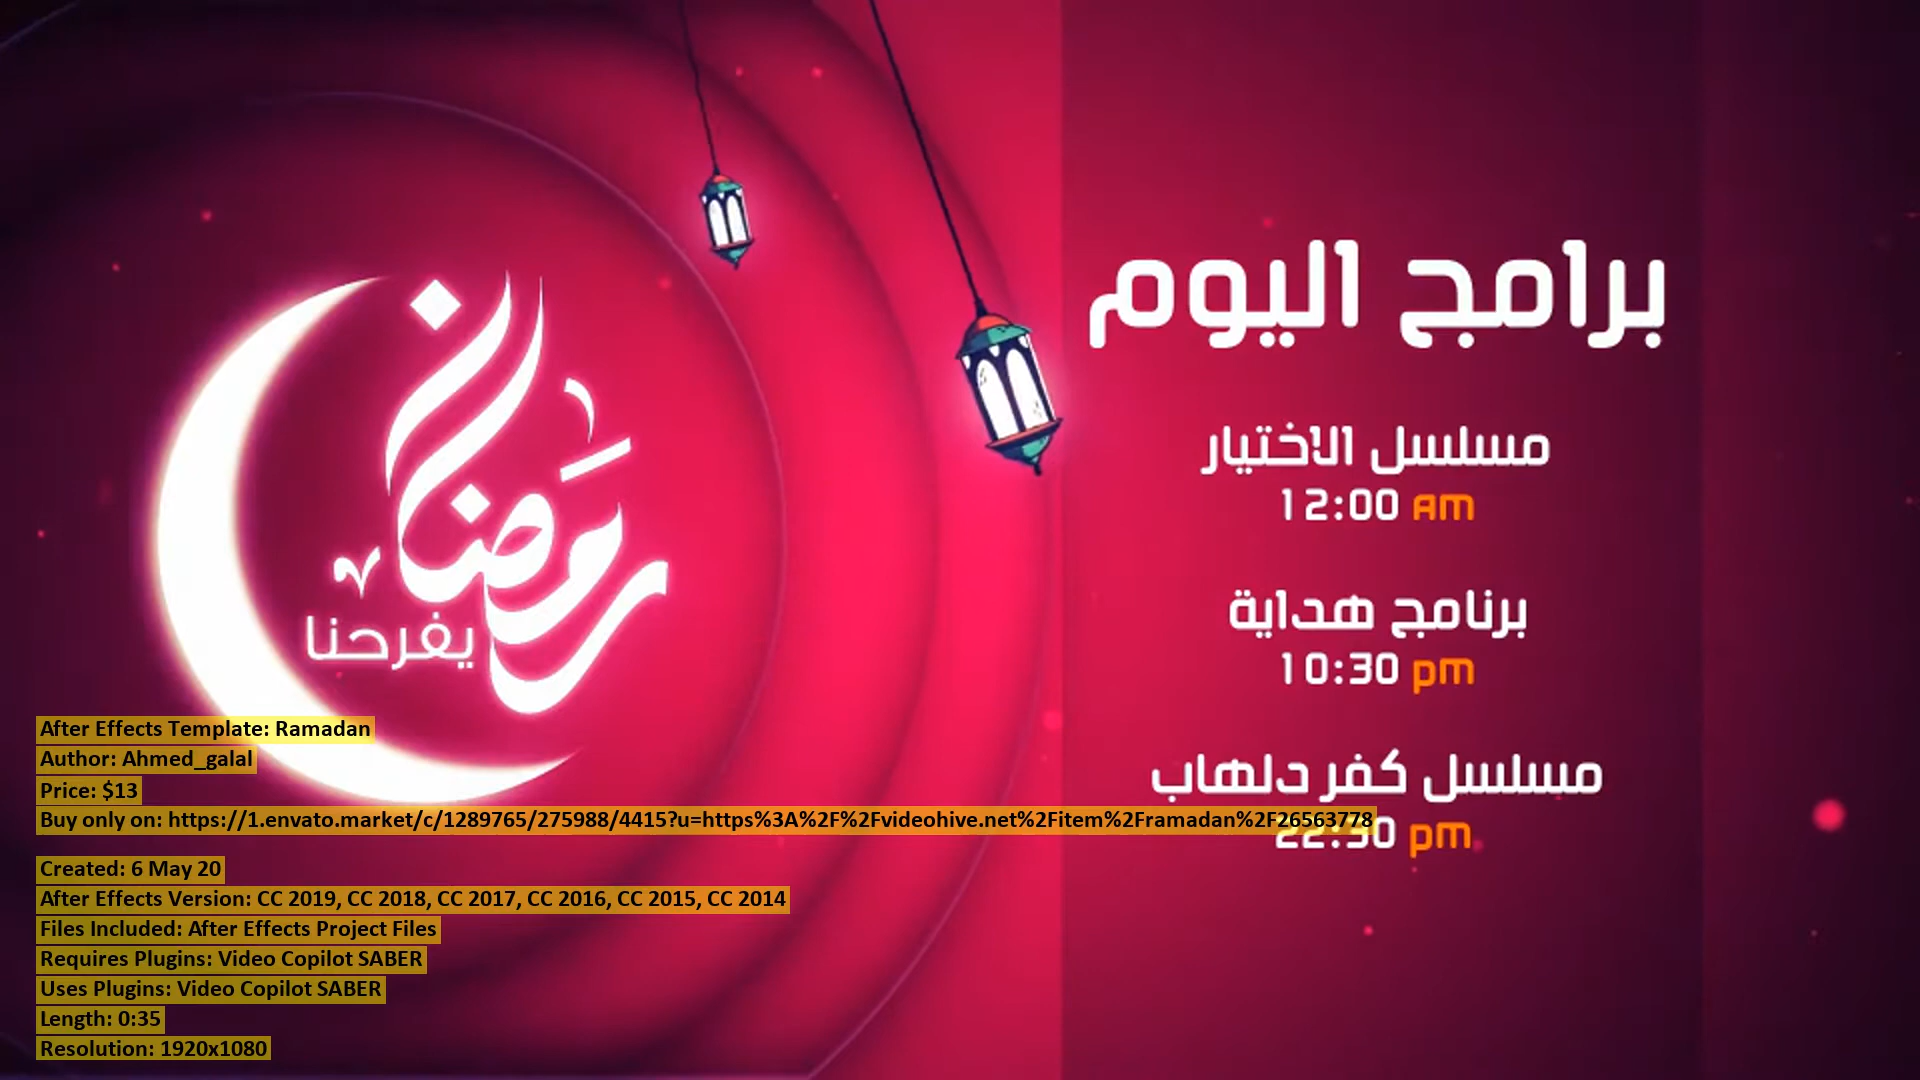 رمضان
يفرحنا
برامج اليوم
مسلسل الاختيار
12:00 AM
برنامج هداية
10:30 pm
مسلسل كفر دلهاب
22:30 pm
After Effects Template: Ramadan
Author: Ahmed_galal
Price: $13
Buy only on: https://1.envato.market/c/1289765/275988/4415?u=https%3A%2F%2Fvideohive.net%2Fitem%2Framadan%2F26563778
Created: 6 May 20
After Effects Version: CC 2019, CC 2018, CC 2017, CC 2016, CC 2015, CC 2014
Files Included: After Effects Project Files
Requires Plugins: Video Copilot SABER
Uses Plugins: Video Copilot SABER
Length: 0:35
Resolution: 1920x1080